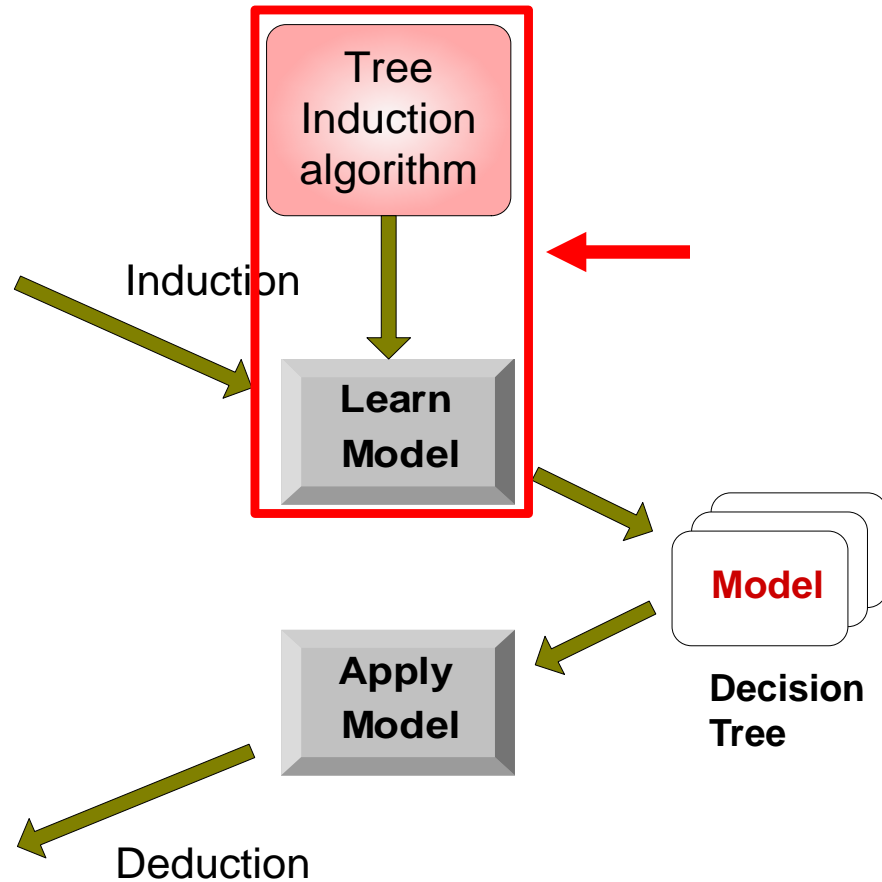 Tree
Induction
algorithm
Induction
Learn
Model
Model
Apply
Model
Decision
Tree
Deduction